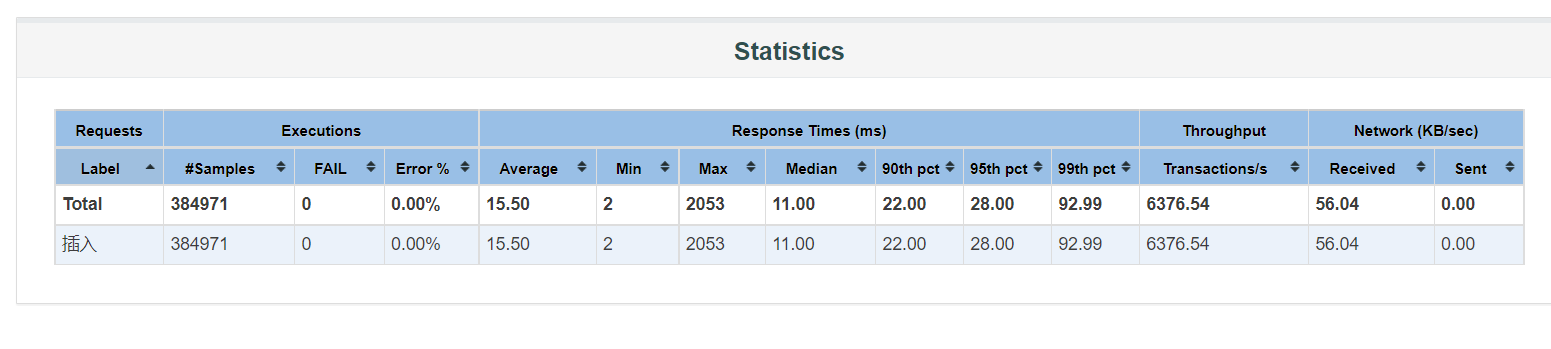 Statistics
Requests Executions Response Times (ms) Throughput Network (KB/sec)
Label #Samples FAIL Error % Average Min Max Median 90th pct 95th pct 99th pct Transactions/s Received Sent
Total 384971 0 0.00% 15.50 2 2053 11.00 22.00 28.00 92.99 6376.54 56.04 0.00
插入 384971 0 0.00% 15.50 2 2053 11.00 22.00 28.00 92.99 6376.54 56.04 0.00